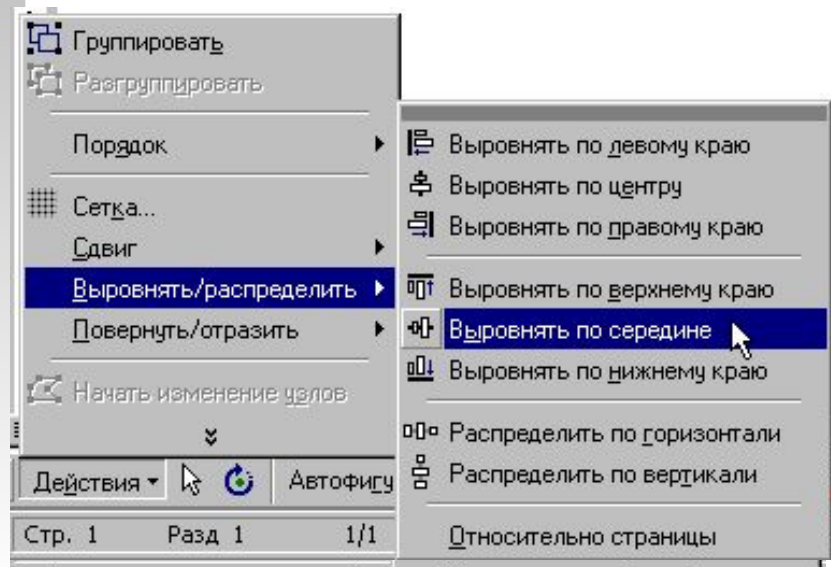 Группировать
Разгруппировать
Порядок
Сетка...
Сдвиг
Выровнять/распределить
Повернуть/отразить
Начать изменение узлов
Действия
Автофигу
Стр. 1 Разд 1 1/1
Выровнять по левому краю
Выровнять по центру
Выровнять по правому краю
Выровнять по верхнему краю
Выровнять по середине
Выровнять по нижнему краю
Распределить по горизонтали
Распределить по вертикали
Относительно страницы